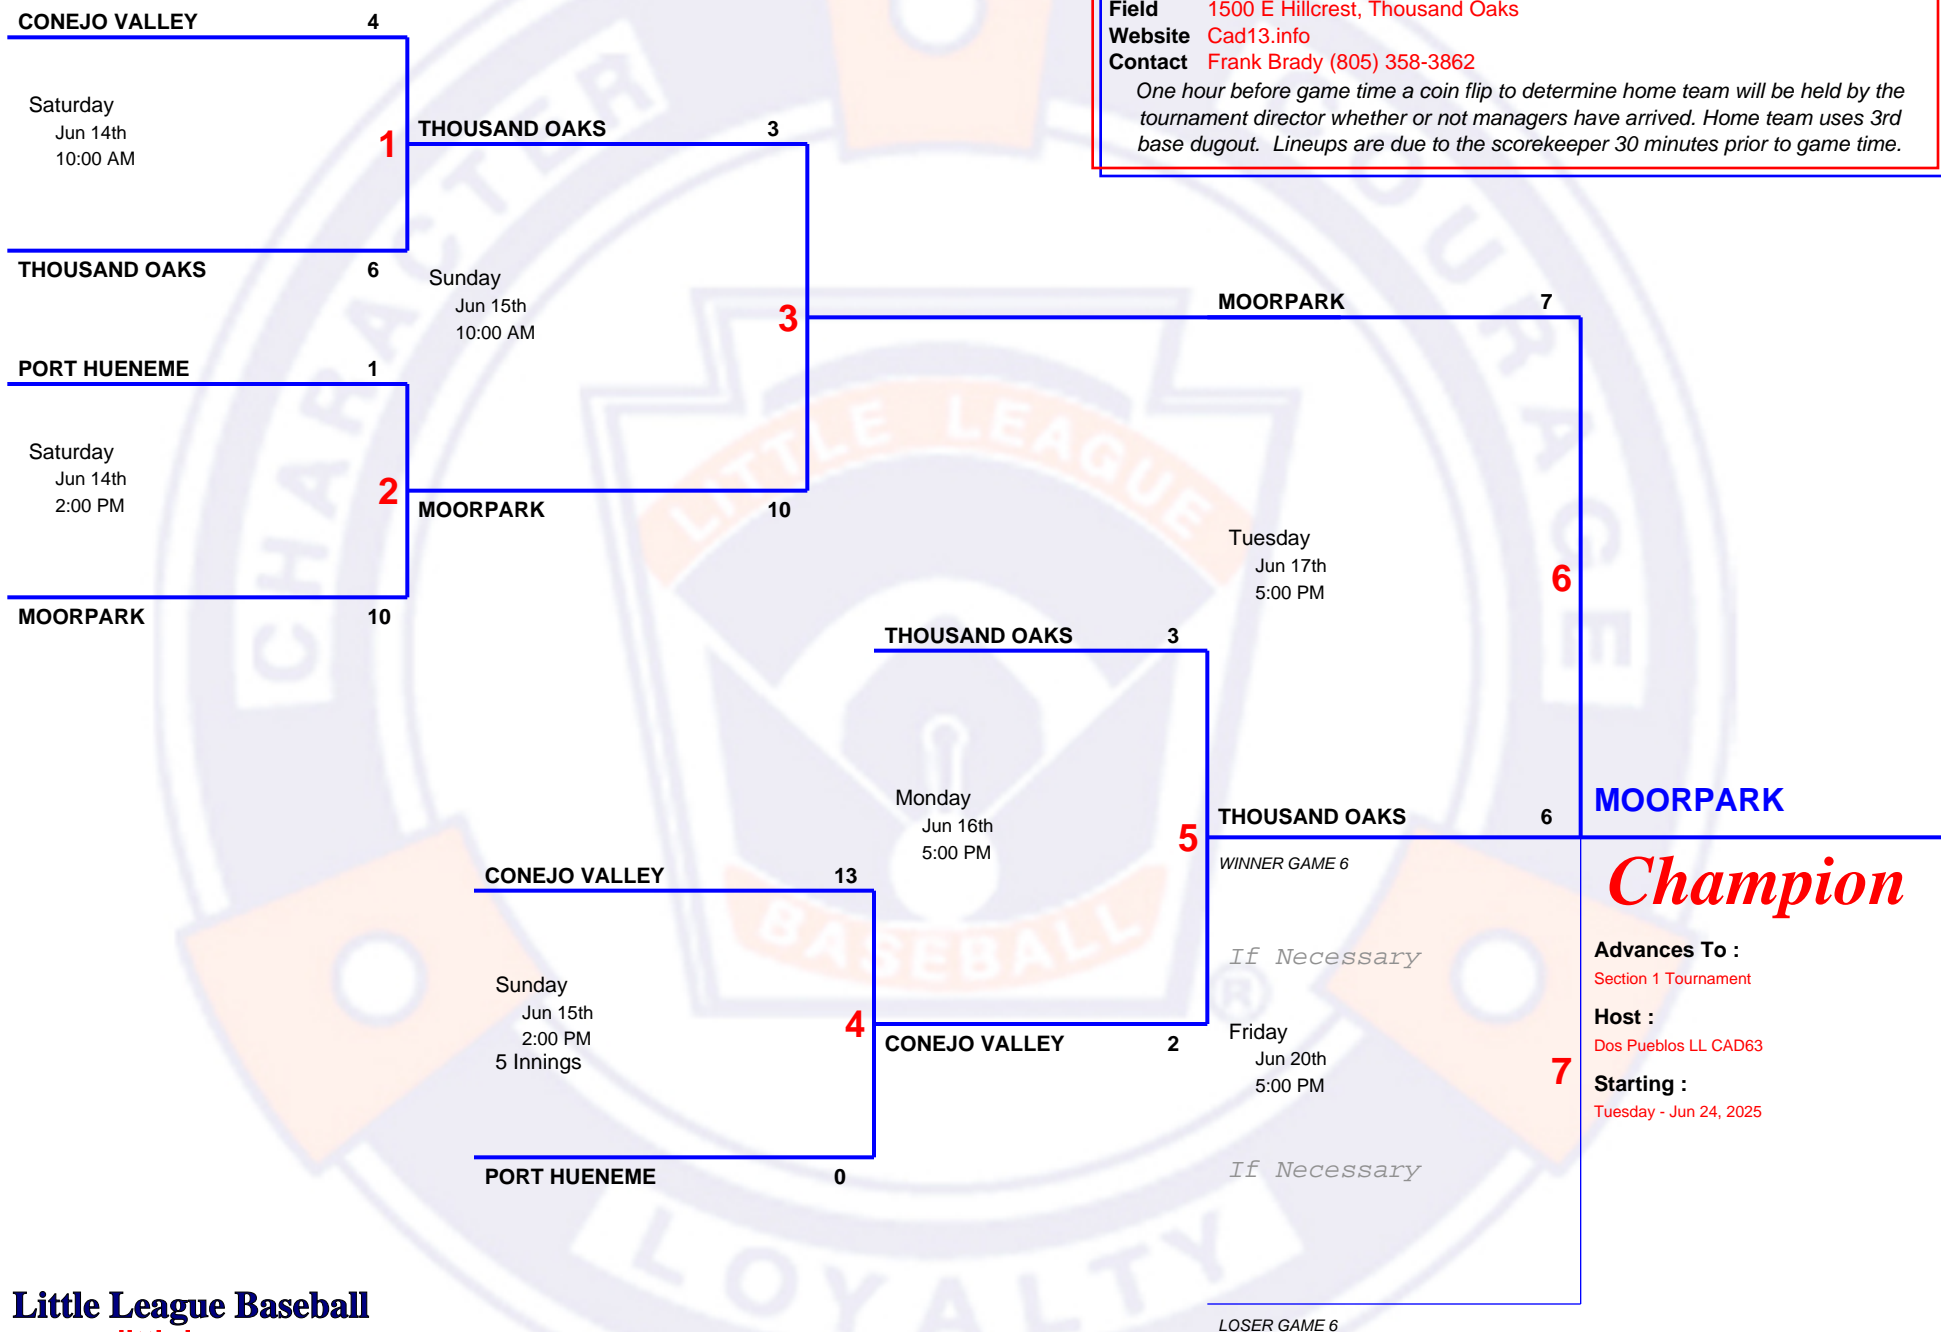 CONEJO VALLEY 4
Saturday
Jun 14th
10:00 AM
1
THOUSAND OAKS 6
PORT HUENEME 1
Saturday
Jun 14th
2:00 PM
2
MOORPARK 10
THOUSAND OAKS 3
Sunday
Jun 15th
10:00 AM
3
MOORPARK 10
Field 1500 E Hillcrest, Thousand Oaks
Website Cad13.info
Contact Frank Brady (805) 358-3862
One hour before game time a coin flip to determine home team will be held by the
tournament director whether or not managers have arrived. Home team uses 3rd
base dugout. Lineups are due to the scorekeeper 30 minutes prior to game time.
MOORPARK 7
Tuesday
Jun 17th
5:00 PM
6
THOUSAND OAKS 3
Monday
Jun 16th
5:00 PM
5
CONEJO VALLEY 13
Sunday
Jun 15th
2:00 PM
5 Innings
4
PORT HUENEME 0
CONEJO VALLEY 2
THOUSAND OAKS 6
WINNER GAME 6
If Necessary
Friday
Jun 20th
5:00 PM
7
If Necessary
LOSER GAME 6
MOORPARK
Champion
Advances To :
Section 1 Tournament
Host :
Dos Pueblos LL CAD63
Starting :
Tuesday - Jun 24, 2025
Little League Baseball
CHARACTER
COURAGE
LOYALTY
LITTLE LEAGUE
BASEBALL
®